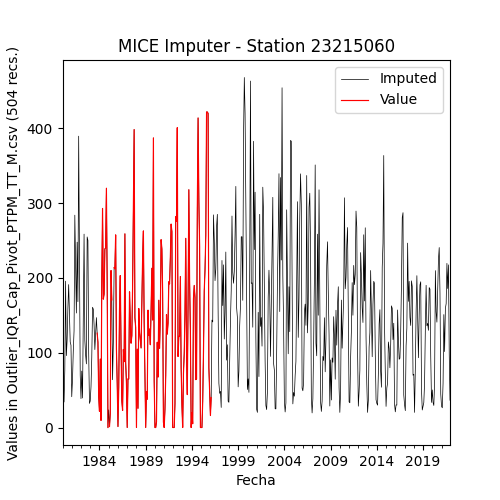 MICE Imputer - Station 23215060
Values in Outlier_IQR_Cap_Pivot_PTPM_TT_M.csv (504 recs.)
Imputed
Value
400
300
200
100
0
1984 1989 1994 1999 2004 2009 2014 2019
Fecha